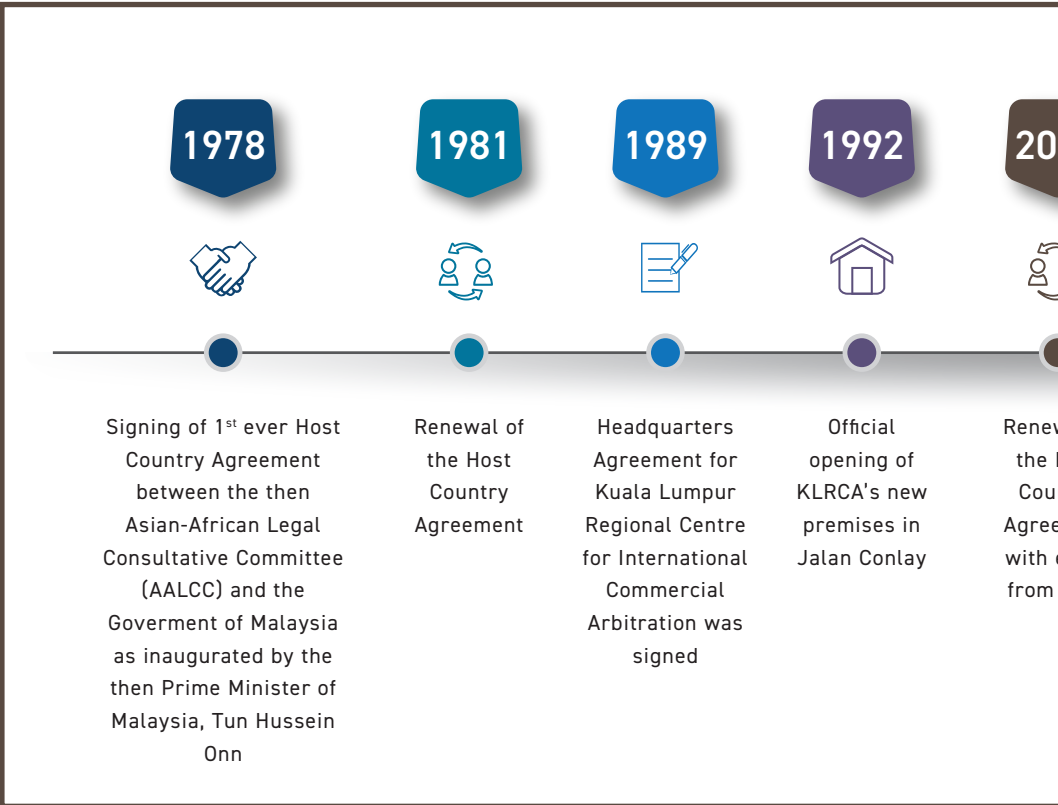 1978
Signing of 1st ever Host
Country Agreement
between the then
Asian-African Legal
Consultative Committee
(AALCC) and the
Goverment of Malaysia
as inaugurated by the
then Prime Minister of
Malaysia, Tun Hussein
Onn
1981
Renewal of
the Host
Country
Agreement
1989
Headquarters
Agreement for
Kuala Lumpur
Regional Centre
for International
Commercial
Arbitration was
signed
1992
Official
opening of
KLRCA's new
premises in
Jalan Conlay
the
with
from